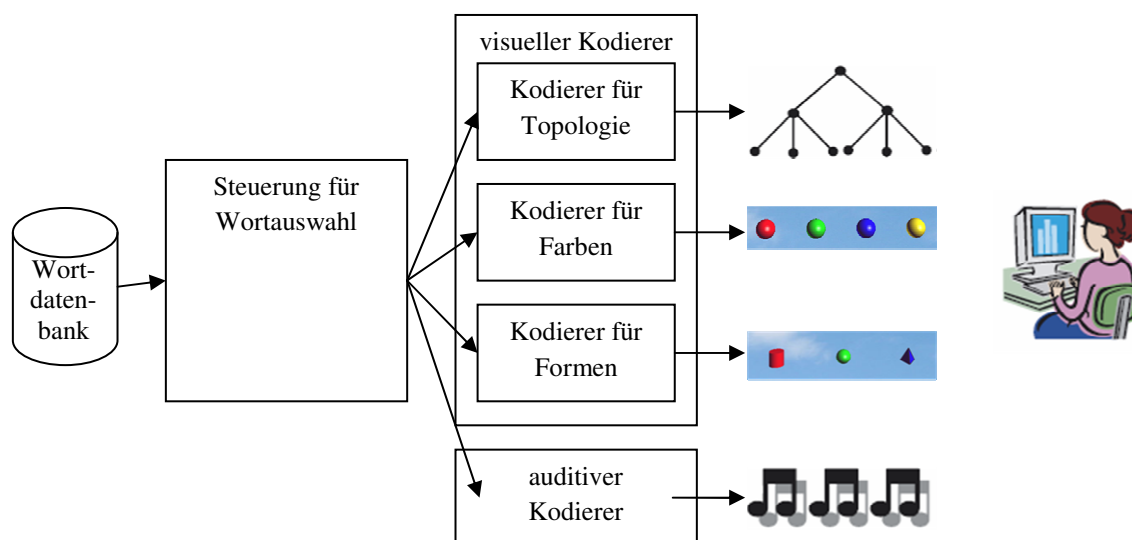 visueller Kodierer
Kodierer für
Topologie
Steuerung für
Wortauswahl
Kodierer für
Farben
Wort-
daten-
bank
Kodierer für
Formen
auditiver
Kodierer